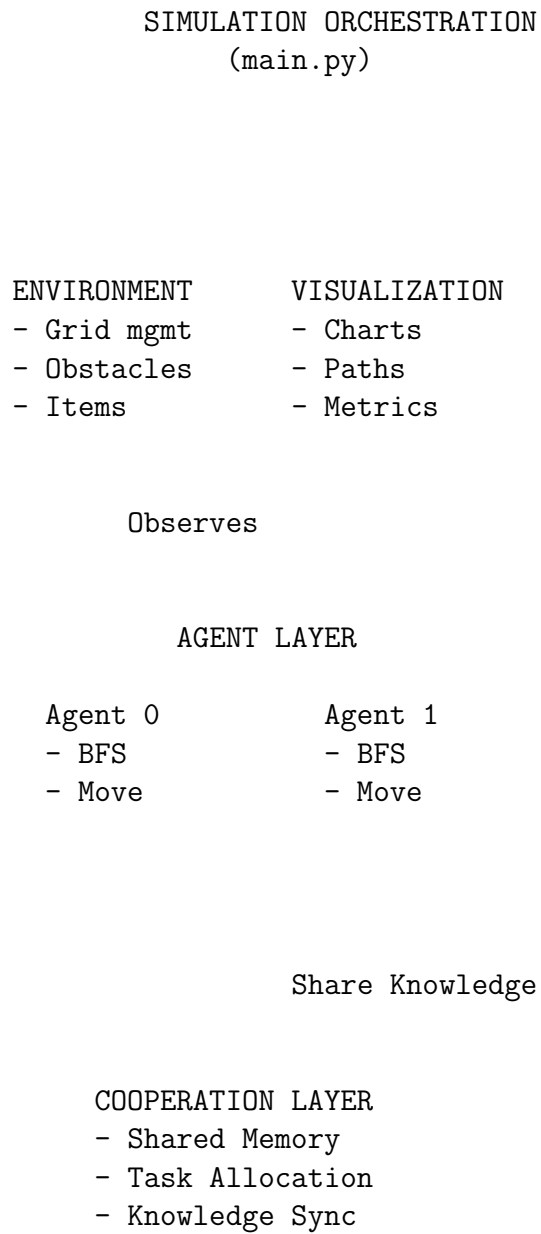 SIMULATION ORCHESTRATION
(main.py)
ENVIRONMENT VISUALIZATION
- Grid mgmt - Charts
- Obstacles - Paths
- Items - Metrics
Observes
AGENT LAYER
Agent 0 Agent 1
- BFS - BFS
- Move - Move
Share Knowledge
COOPERATION LAYER
- Shared Memory
- Task Allocation
- Knowledge Sync